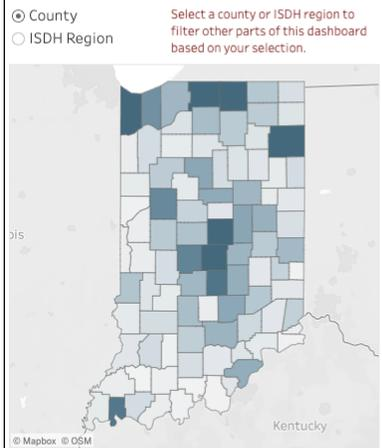 County
ISDH Region
Select a county or ISDH region to
filter other parts of this dashboard
based on your selection.
ois
Kentucky
© Mapbox © OSM